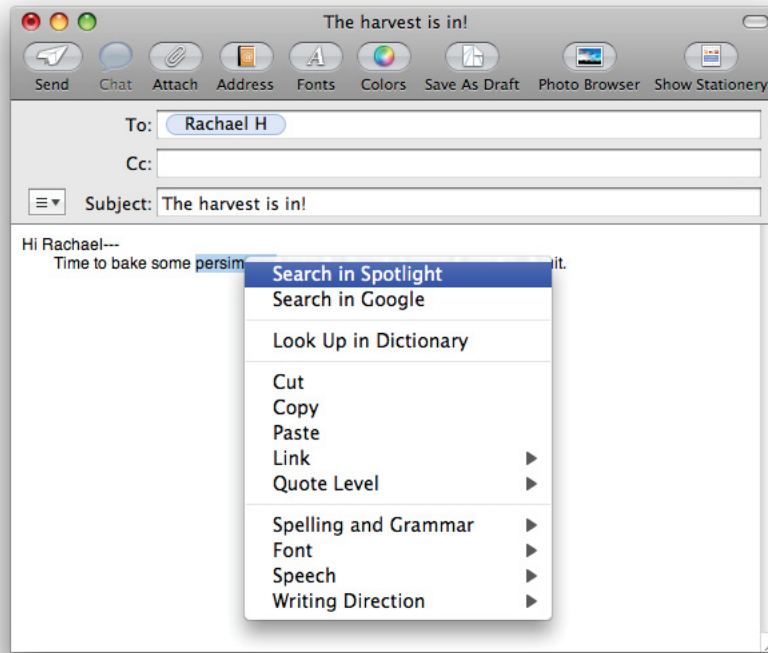 The harvest is in!
Send Chat Attach Address Fonts Colors Save As Draft Photo Browser Show Stationery
To: Rachael H
Cc:
Subject: The harvest is in!
Hi Rachael---
Time to bake some persim
Search in Spotlight
Search in Google
Look Up in Dictionary
Cut
Copy
Paste
Link
Quote Level
Spelling and Grammar
Font
Speech
Writing Direction